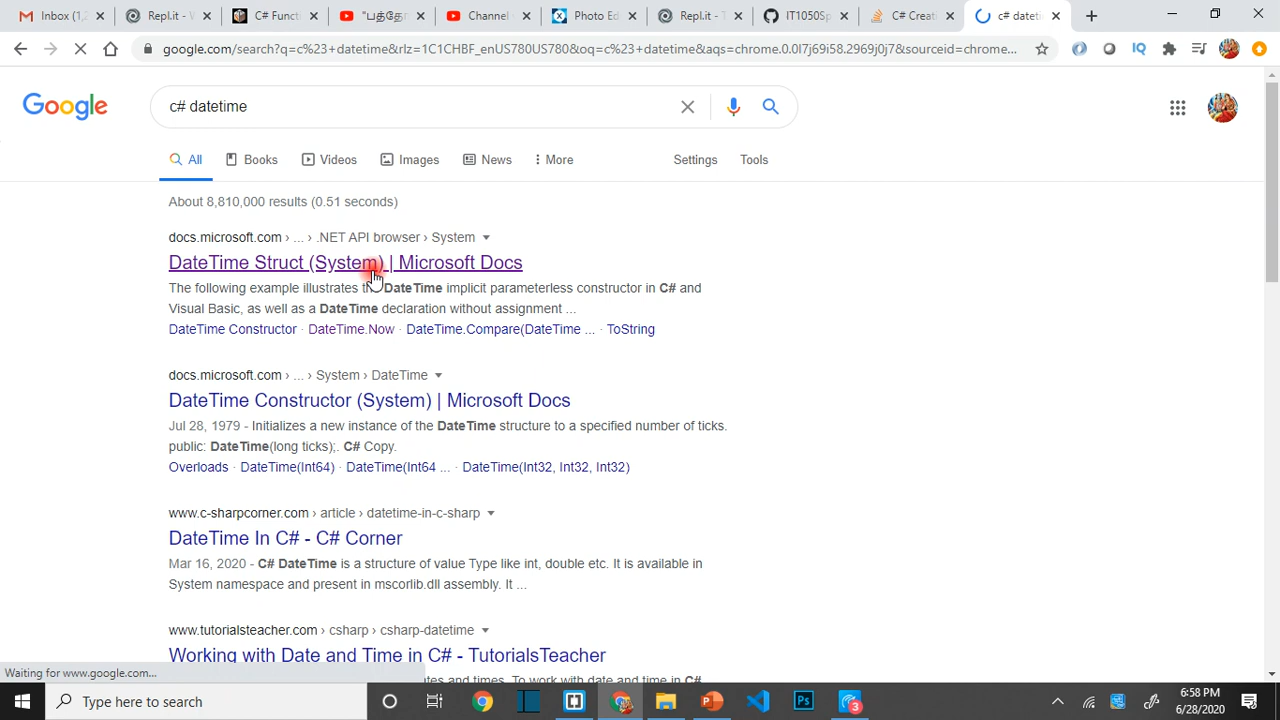 Inbox (1,2
Repl.it - W
C# Funct
"பத்தே
Channel
Photo Ed
Repl.it - T
IT1050Sp
C# Creati
c# dateti
google.com/search?q=c%23+datetime&rlz=1C1CHBF_enUS780US780&oq=c%23+datetime&aqs=chrome.0.0l7j69i58.2969j0j7&sourceid=chrome...
IQ
Google
c# datetime
All
Books
Videos
Images
News
More
Settings
Tools
About 8,810,000 results (0.51 seconds)
docs.microsoft.com › ... › .NET API browser › System
DateTime Struct (System) | Microsoft Docs
The following example illustrates DateTime implicit parameterless constructor in C# and
Visual Basic, as well as a DateTime declaration without assignment ...
DateTime Constructor · DateTime.Now · DateTime.Compare(DateTime ... · ToString
docs.microsoft.com › ... › System › DateTime
DateTime Constructor (System) | Microsoft Docs
Jul 28, 1979 - Initializes a new instance of the DateTime structure to a specified number of ticks.
public: DateTime(long ticks);. C# Copy.
Overloads · DateTime(Int64) · DateTime(Int64 ... · DateTime(Int32, Int32, Int32)
www.c-sharpcorner.com › article › datetime-in-c-sharp
DateTime In C# - C# Corner
Mar 16, 2020 - C# DateTime is a structure of value Type like int, double etc. It is available in
System namespace and present in mscorlib.dll assembly. It ...
www.tutorialsteacher.com › csharp › csharp-datetime
Working with Date and Time in C# - TutorialsTeacher
Waiting for www.google.com...
Type here to search
Ps
3
6:58 PM
6/28/2020